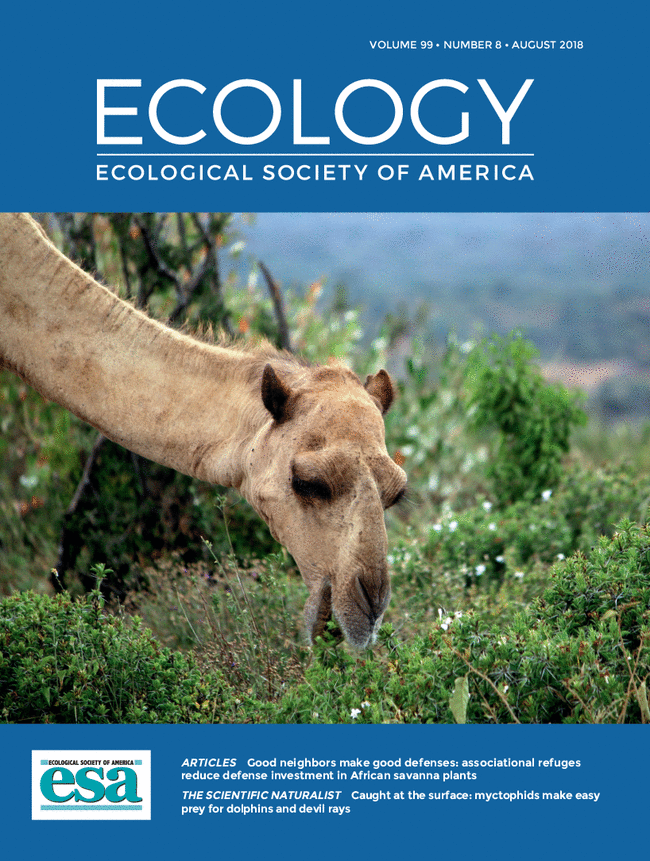 VOLUME 99 • NUMBER 8 • AUGUST 2018
ECOLOGY
ECOLOGICAL SOCIETY OF AMERICA
ECOLOGICAL SOCIETY OF AMERICA
esa
ARTICLES Good neighbors make good defenses: associational refuges
reduce defense investment in African savanna plants
THE SCIENTIFIC NATURALIST Caught at the surface: myctophids make easy
prey for dolphins and devil rays